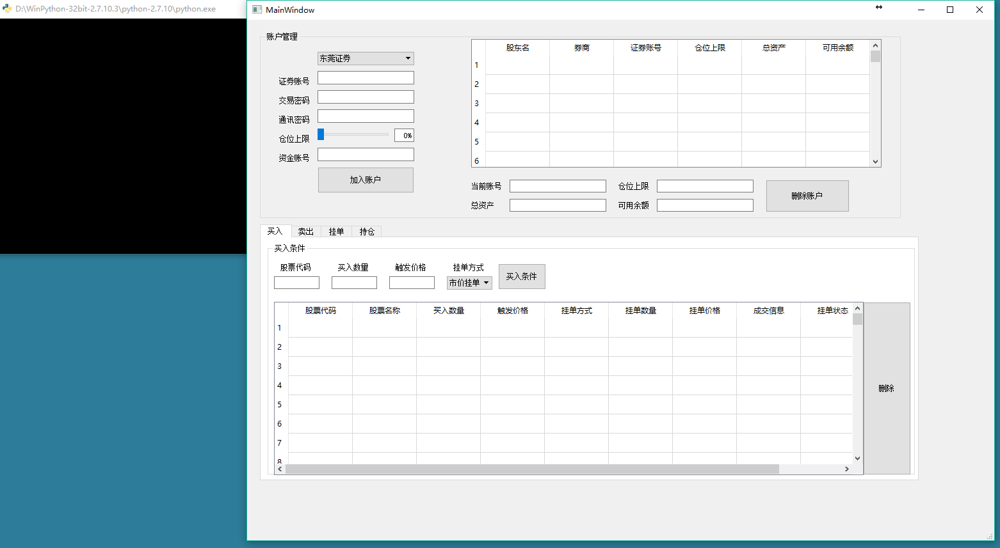 D:\WinPython-32bit-2.7.10.3\python-2.7.10\python.exe
MainWindow
账户管理
东莞证券
证券账号
交易密码
通讯密码
仓位上限 0%
资金账号
加入账户
股东名 券商 证券账号 仓位上限 总资产 可用余额
1
2
3
4
5
6
当前账号 仓位上限
总资产 可用余额
删除账户
买入 卖出 挂单 持仓
买入条件
股票代码 买入数量 触发价格 挂单方式
市价挂单
买入条件
股票代码 股票名称 买入数量 触发价格 挂单方式 挂单数量 挂单价格 成交信息 挂单状态
1
2
3
4
5
6
7
8
删除